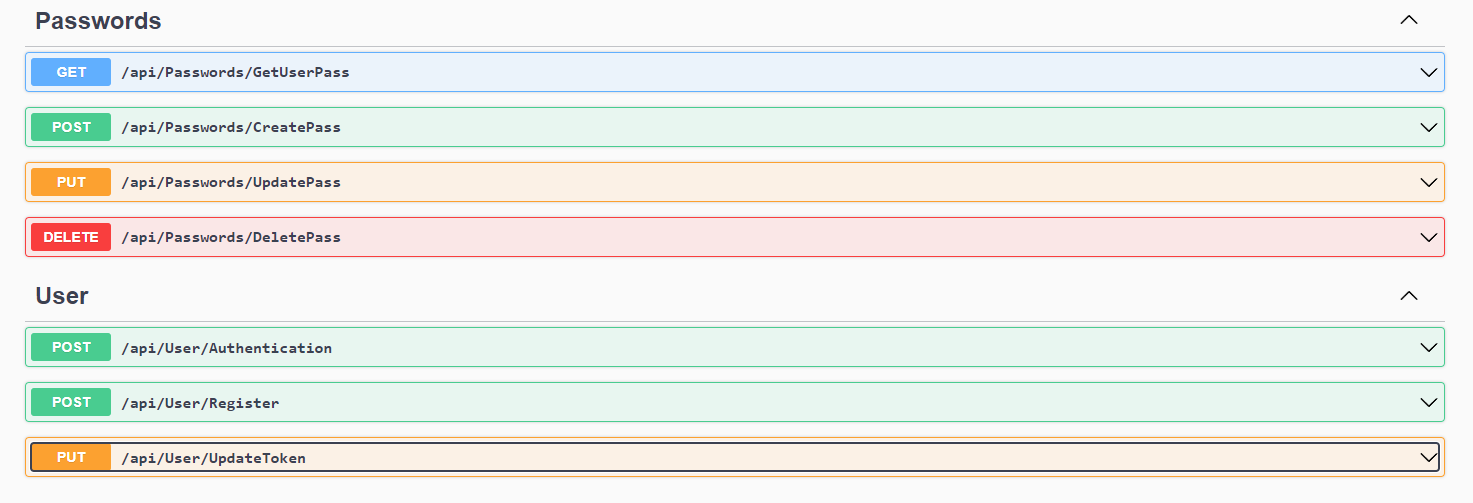 Passwords
GET /api/Passwords/GetUserPass
POST /api/Passwords/CreatePass
PUT /api/Passwords/UpdatePass
DELETE /api/Passwords/DeletePass
User
POST /api/User/Authentication
POST /api/User/Register
PUT /api/User/UpdateToken